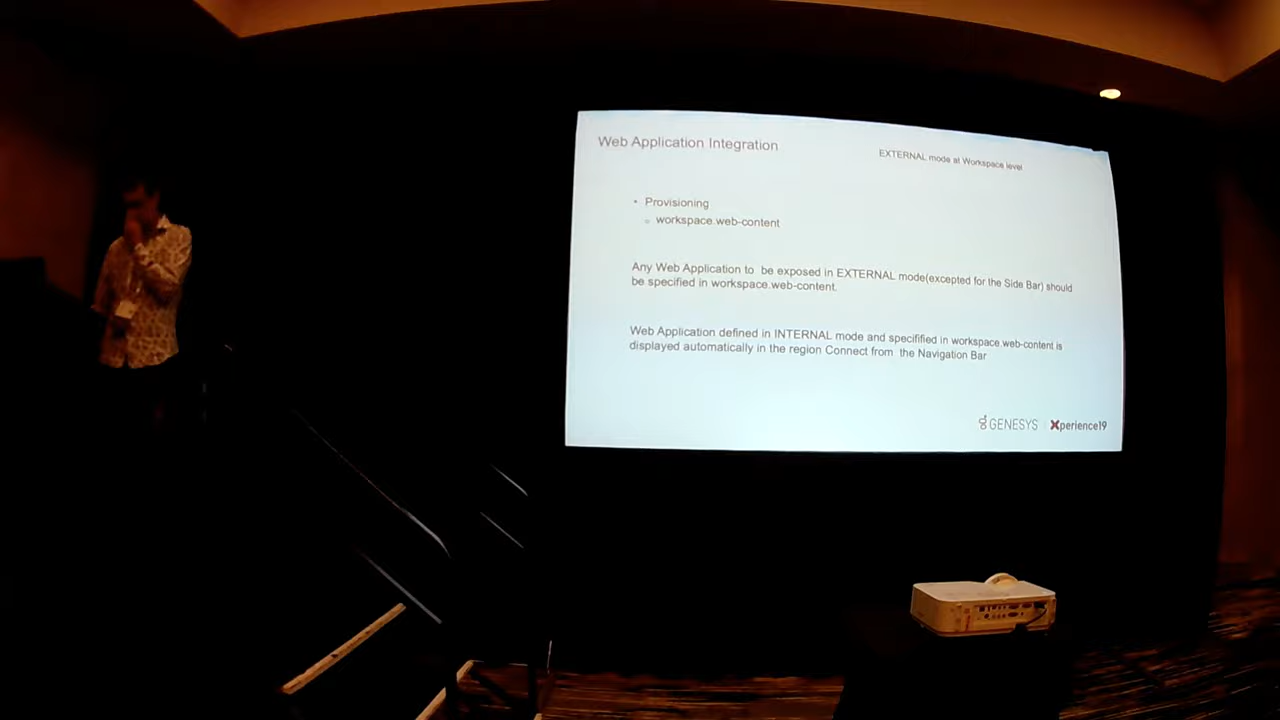 Web Application Integration
EXTERNAL mode at Workspace level
• Provisioning
○ workspace.web-content
Any Web Application to be exposed in EXTERNAL mode(excepted for the Side Bar) should
be specified in workspace.web-content.
Web Application defined in INTERNAL mode and specifified in workspace.web-content is
displayed automatically in the region Connect from the Navigation Bar
GENESYS Xperience19